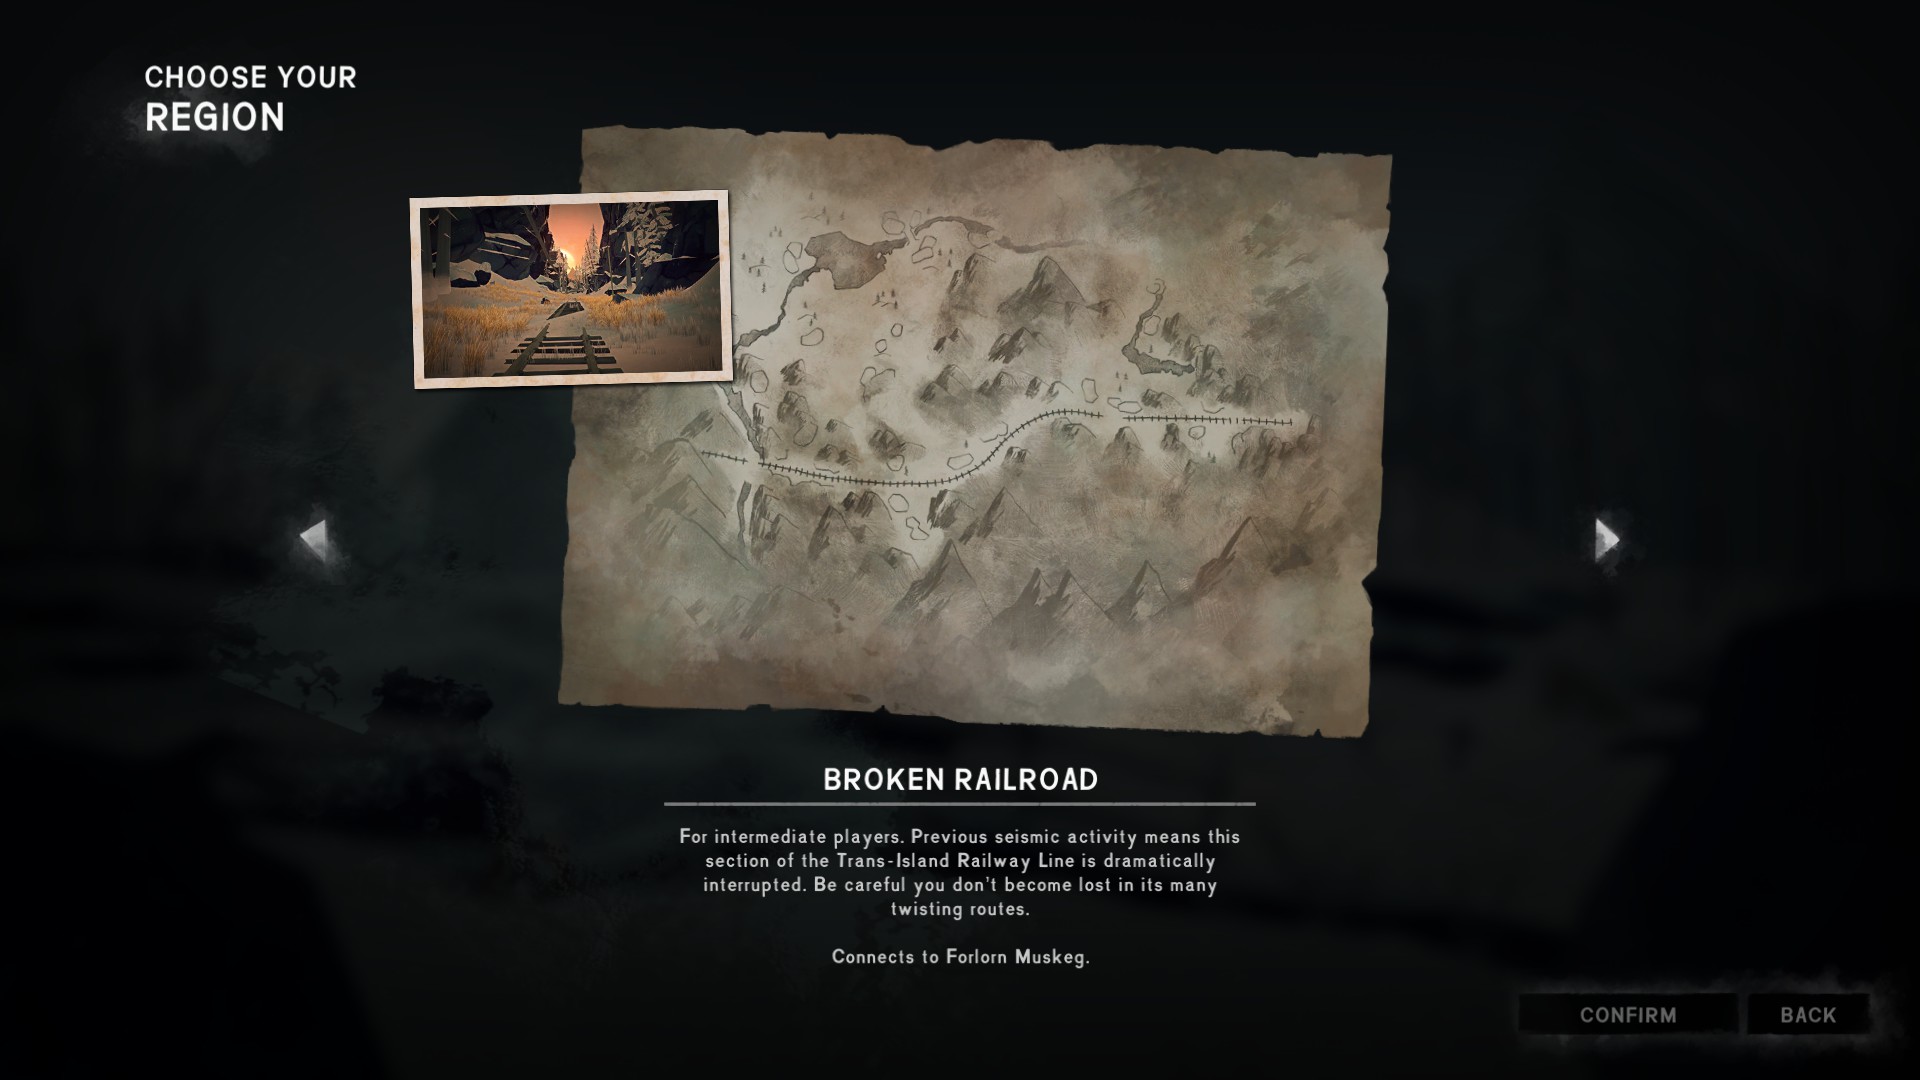 CHOOSE YOUR
REGION
BROKEN RAILROAD
For intermediate players. Previous seismic activity means this
section of the Trans-Island Railway Line is dramatically
interrupted. Be careful you don't become lost in its many
twisting routes.
Connects to Forlorn Muskeg.
CONFIRM
BACK